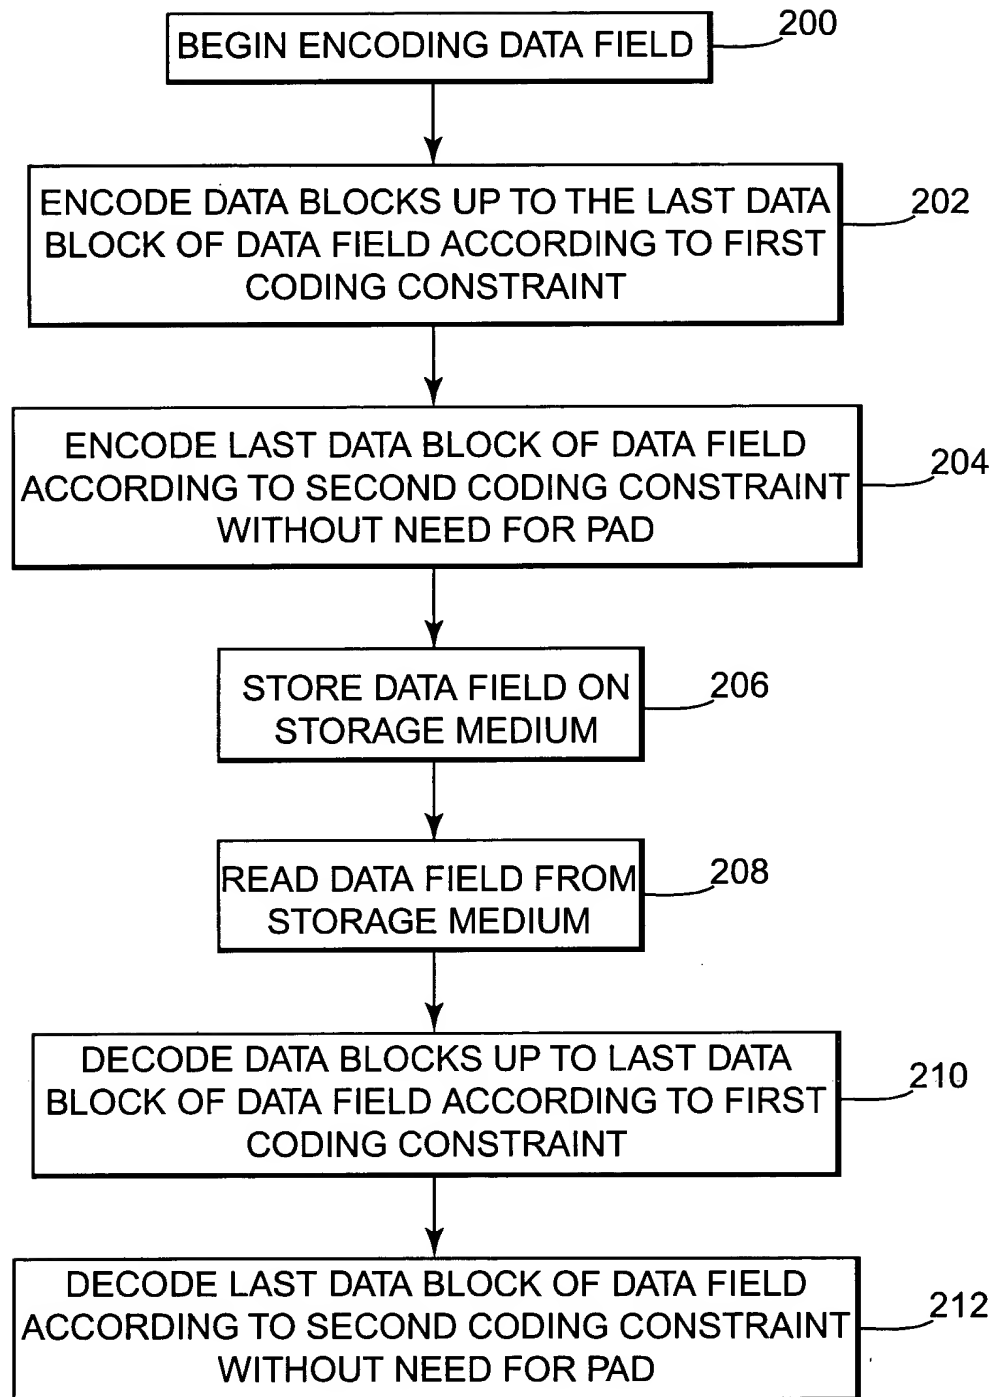 BEGIN ENCODING DATA FIELD
200
ENCODE DATA BLOCKS UP TO THE LAST DATA
BLOCK OF DATA FIELD ACCORDING TO FIRST
CODING CONSTRAINT
202
ENCODE LAST DATA BLOCK OF DATA FIELD
ACCORDING TO SECOND CODING CONSTRAINT
WITHOUT NEED FOR PAD
204
STORE DATA FIELD ON
STORAGE MEDIUM
206
READ DATA FIELD FROM
STORAGE MEDIUM
208
DECODE DATA BLOCKS UP TO LAST DATA
BLOCK OF DATA FIELD ACCORDING TO FIRST
CODING CONSTRAINT
210
DECODE LAST DATA BLOCK OF DATA FIELD
ACCORDING TO SECOND CODING CONSTRAINT
WITHOUT NEED FOR PAD
212